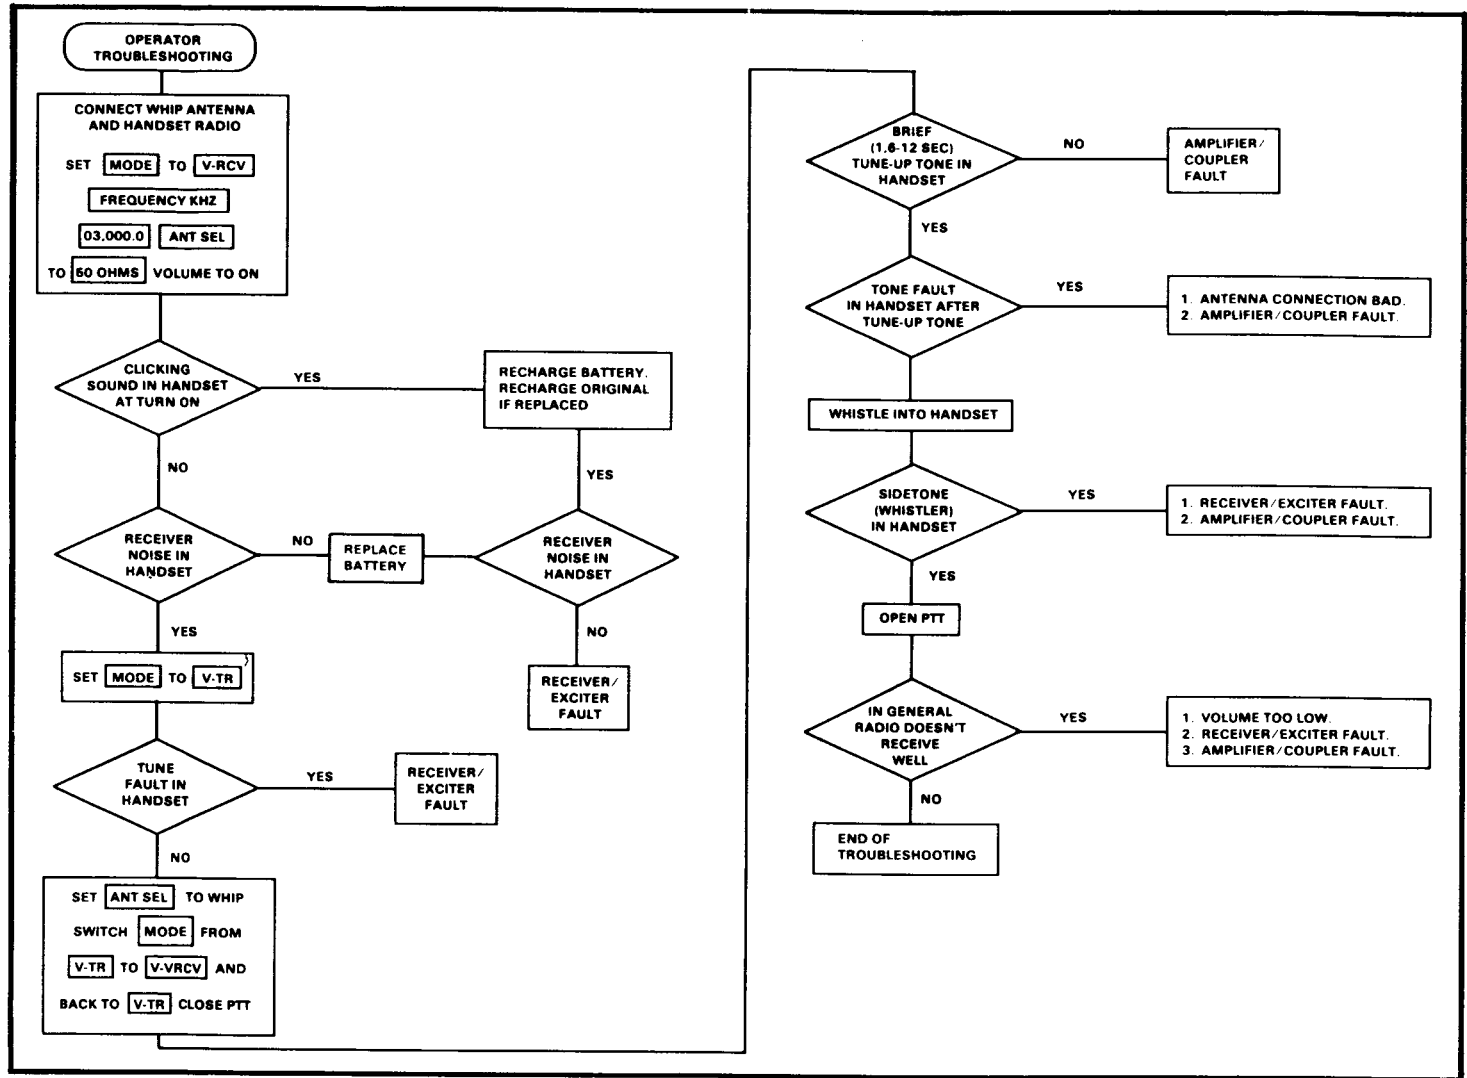 OPERATOR
TROUBLESHOOTING
CONNECT WHIP ANTENNA
AND HANDSET RADIO
SET MODE TO V-RCV
FREQUENCY KHZ
03,000.0 ANT SEL
TO 50 OHMS VOLUME TO ON
CLICKING
SOUND IN HANDSET
AT TURN ON
YES
RECHARGE BATTERY.
RECHARGE ORIGINAL
IF REPLACED
NO
YES
RECEIVER
NOISE IN
HANDSET
NO
REPLACE
BATTERY
RECEIVER
NOISE IN
HANDSET
YES
NO
SET MODE TO V-TR
RECEIVER/
EXCITER
FAULT
TUNE
FAULT IN
HANDSET
YES
RECEIVER/
EXCITER
FAULT
NO
SET ANT SEL TO WHIP
SWITCH MODE FROM
V-TR TO V-VRCV AND
BACK TO V-TR CLOSE PTT
BRIEF
(1.6-12 SEC)
TUNE-UP TONE IN
HANDSET
NO
AMPLIFIER/
COUPLER
FAULT
YES
TONE FAULT
IN HANDSET AFTER
TUNE-UP TONE
YES
1. ANTENNA CONNECTION BAD.
2. AMPLIFIER/COUPLER FAULT.
WHISTLE INTO HANDSET
SIDETONE
(WHISTLER)
IN HANDSET
YES
1. RECEIVER/EXCITER FAULT.
2. AMPLIFIER/COUPLER FAULT.
YES
OPEN PTT
IN GENERAL
RADIO DOESN'T
RECEIVE
WELL
YES
1. VOLUME TOO LOW.
2. RECEIVER/EXCITER FAULT.
3. AMPLIFIER/COUPLER FAULT.
NO
END OF
TROUBLESHOOTING